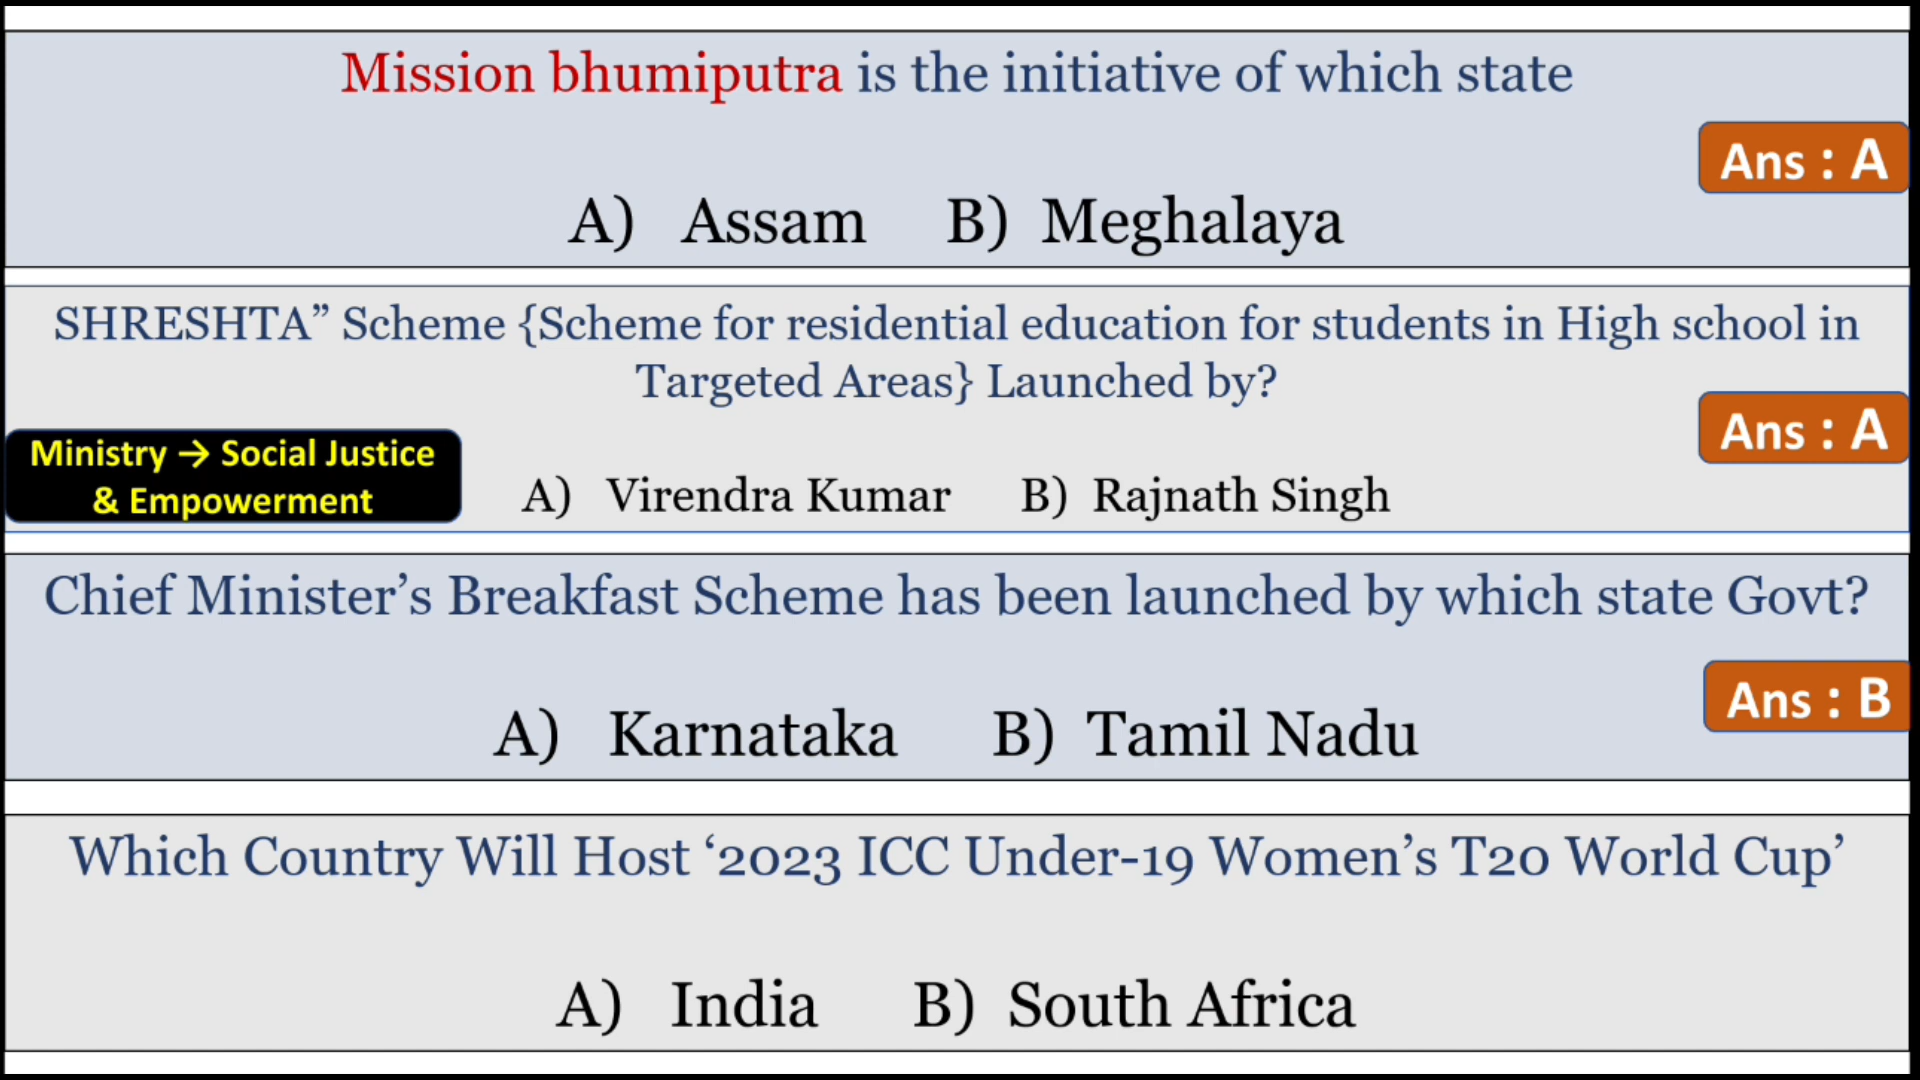 Mission bhumiputra is the initiative of which state
Ans : A
A) Assam B) Meghalaya
SHRESHTA” Scheme {Scheme for residential education for students in High school in
Targeted Areas} Launched by?
Ans : A
Ministry → Social Justice
& Empowerment
A) Virendra Kumar B) Rajnath Singh
Chief Minister’s Breakfast Scheme has been launched by which state Govt?
Ans : B
A) Karnataka B) Tamil Nadu
Which Country Will Host ‘2023 ICC Under-19 Women’s T20 World Cup’
A) India B) South Africa